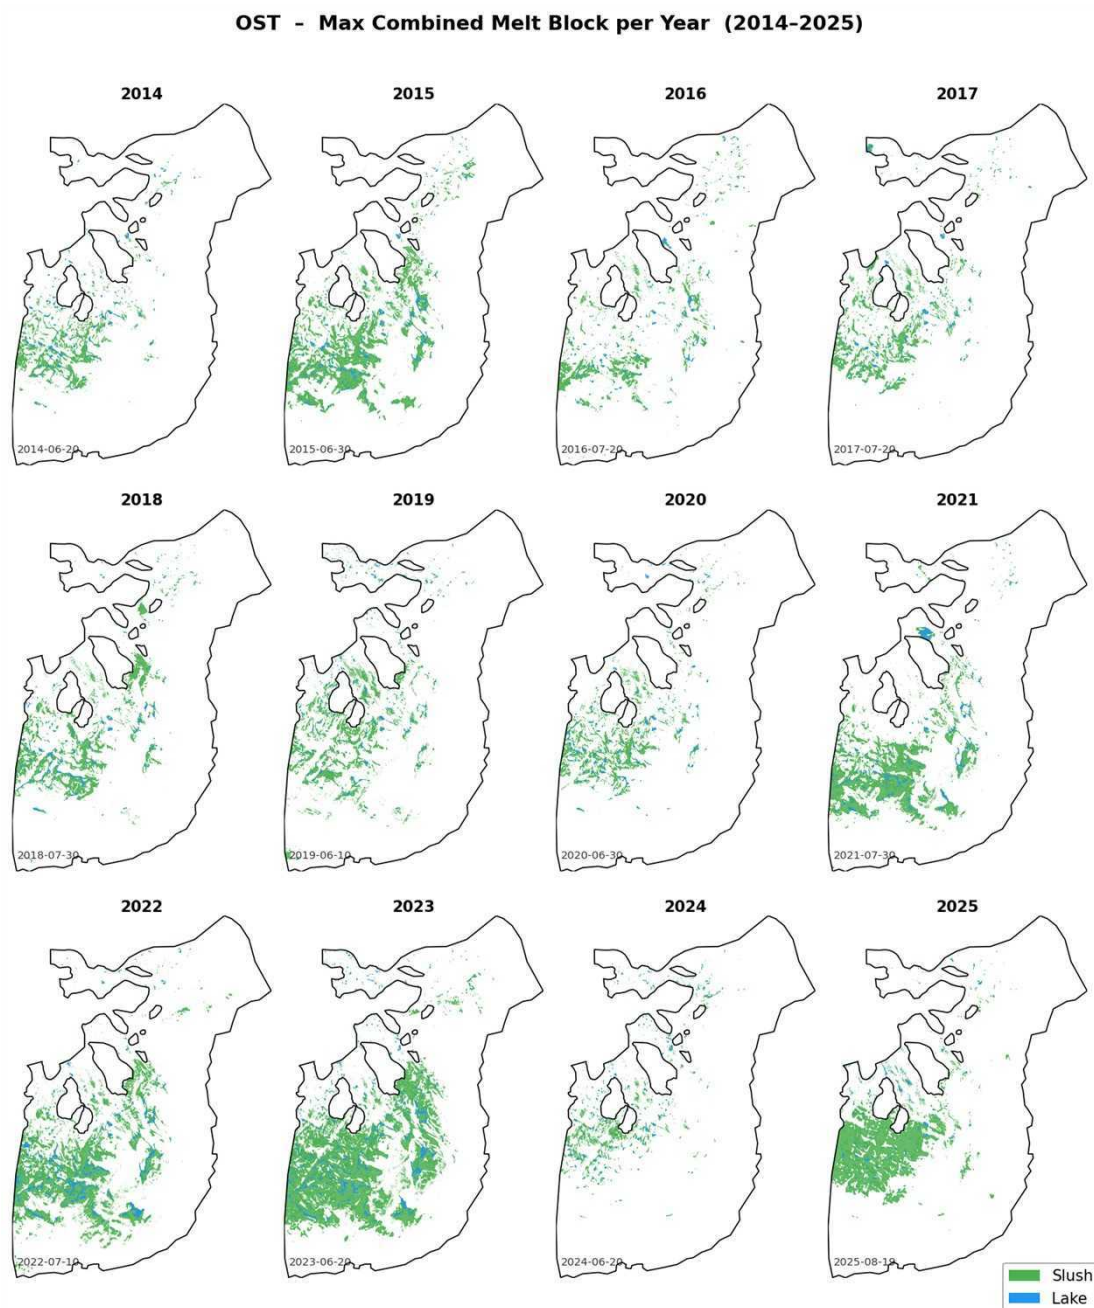 OST – Max Combined Melt Block per Year (2014–2025)
2014 2015 2016 2017
2014-06-20 2015-06-30 2016-07-20 2017-07-20
2018 2019 2020 2021
2018-07-30 2019-06-10 2020-06-30 2021-07-30
2022 2023 2024 2025
2022-07-10 2023-06-20 2024-06-20 2025-08-19
Slush
Lake